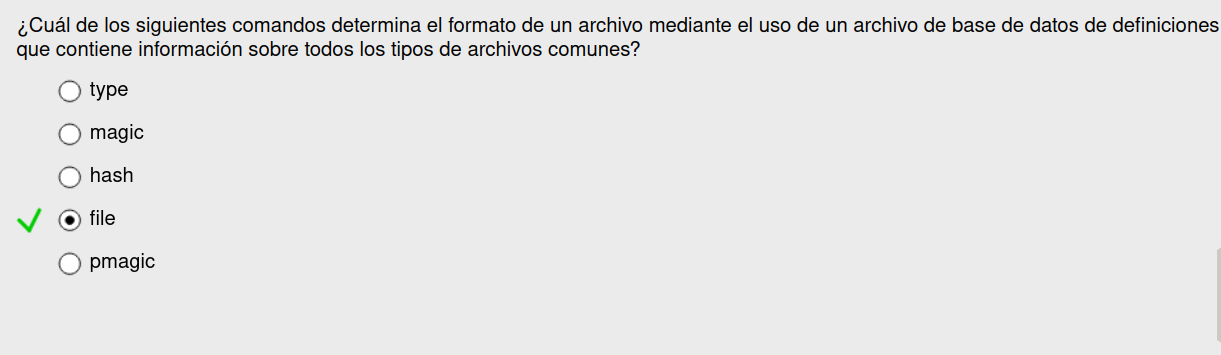 ¿Cuál de los siguientes comandos determina el formato de un archivo mediante el uso de un archivo de base de datos de definiciones
que contiene información sobre todos los tipos de archivos comunes?
type
magic
hash
file
pmagic